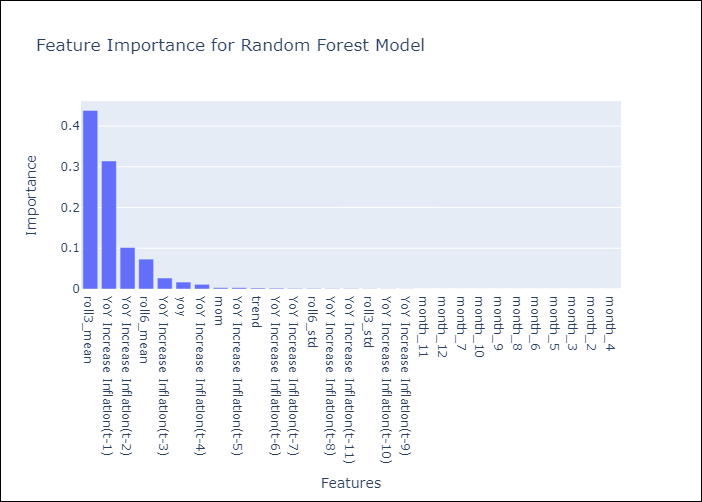 Feature Importance for Random Forest Model
Importance
0.4
0.3
0.2
0.1
0
roll3_mean
YoY Increase Inflation(t-1)
YoY Increase Inflation(t-2)
roll6_mean
YoY Increase Inflation(t-3)
yoy
YoY Increase Inflation(t-4)
mom
YoY Increase Inflation(t-5)
trend
YoY Increase Inflation(t-6)
YoY Increase Inflation(t-7)
roll6_std
YoY Increase Inflation(t-8)
YoY Increase Inflation(t-11)
roll3_std
YoY Increase Inflation(t-10)
YoY Increase Inflation(t-9)
month_11
month_12
month_7
month_10
month_9
month_8
month_6
month_5
month_3
month_2
month_4
Features